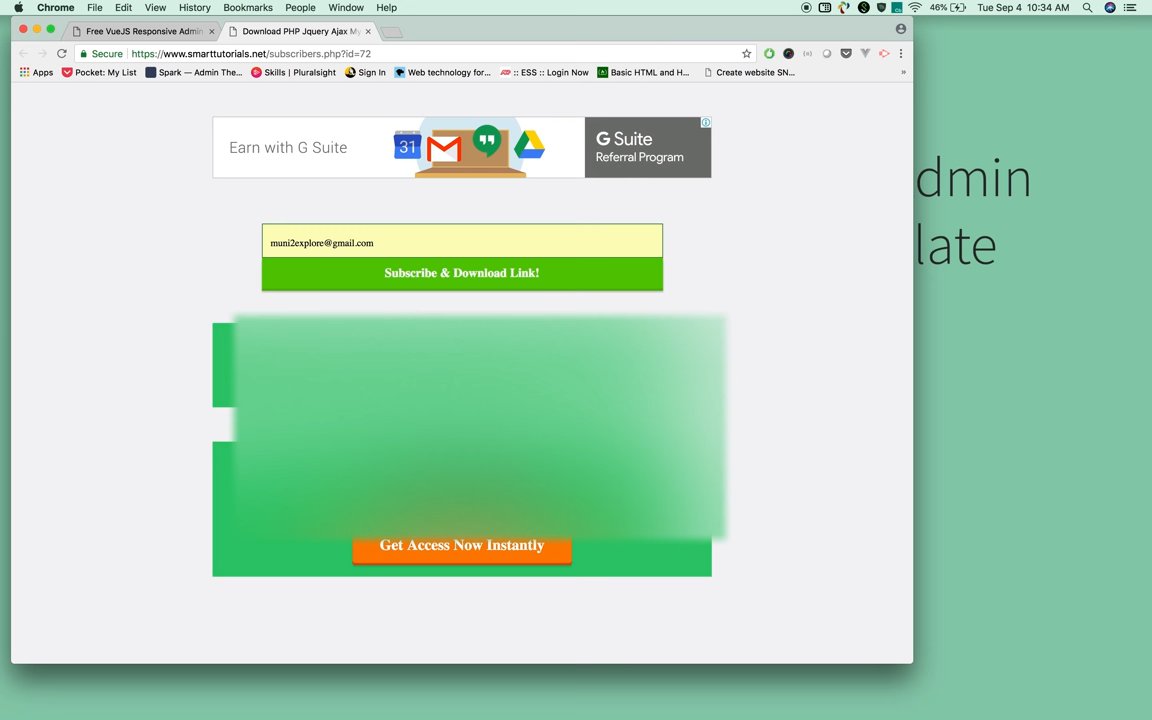 Chrome File Edit View History Bookmarks People Window Help 46% Tue Sep 4 10:34 AM
Free VueJS Responsive Admin Download PHP Jquery Ajax My
Secure https://www.smarttutorials.net/subscribers.php?id=72
Apps Pocket: My List Spark — Admin The... Skills | Pluralsight Sign In Web technology for... :: ESS :: Login Now Basic HTML and H... Create website SN... »
Earn with G Suite
31
G Suite
Referral Program
dmin
late
muni2explore@gmail.com
Subscribe & Download Link!
Get Access Now Instantly